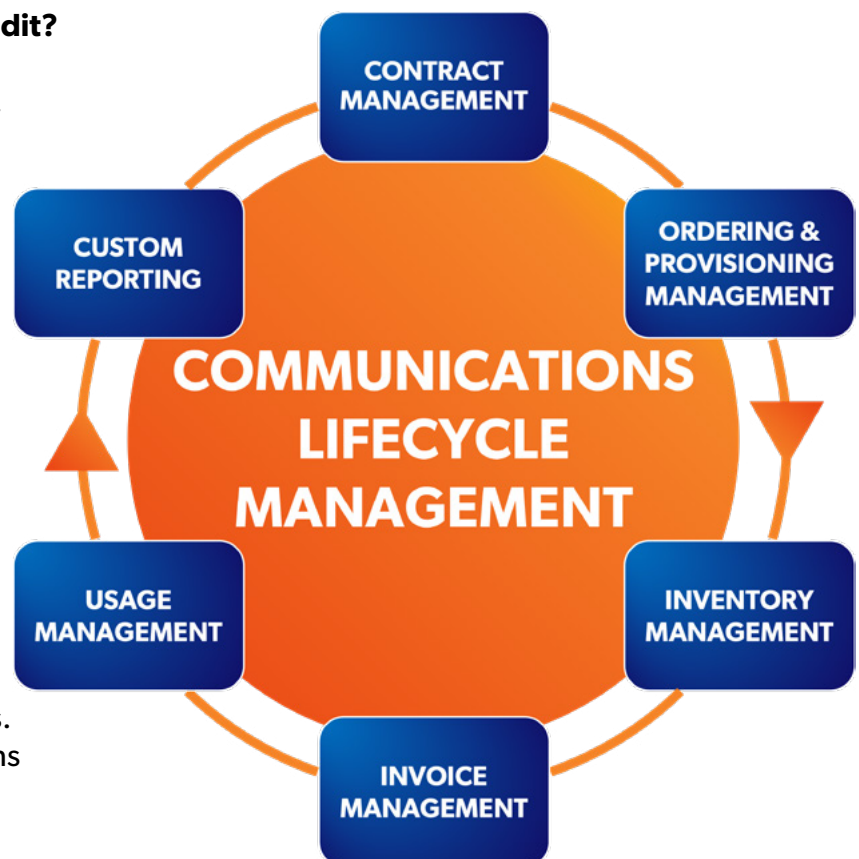 dit?
CONTRACT
MANAGEMENT
CUSTOM
REPORTING
ORDERING &
PROVISIONING
MANAGEMENT
COMMUNICATIONS
LIFECYCLE
MANAGEMENT
USAGE
MANAGEMENT
INVENTORY
MANAGEMENT
s.
ns
INVOICE
MANAGEMENT